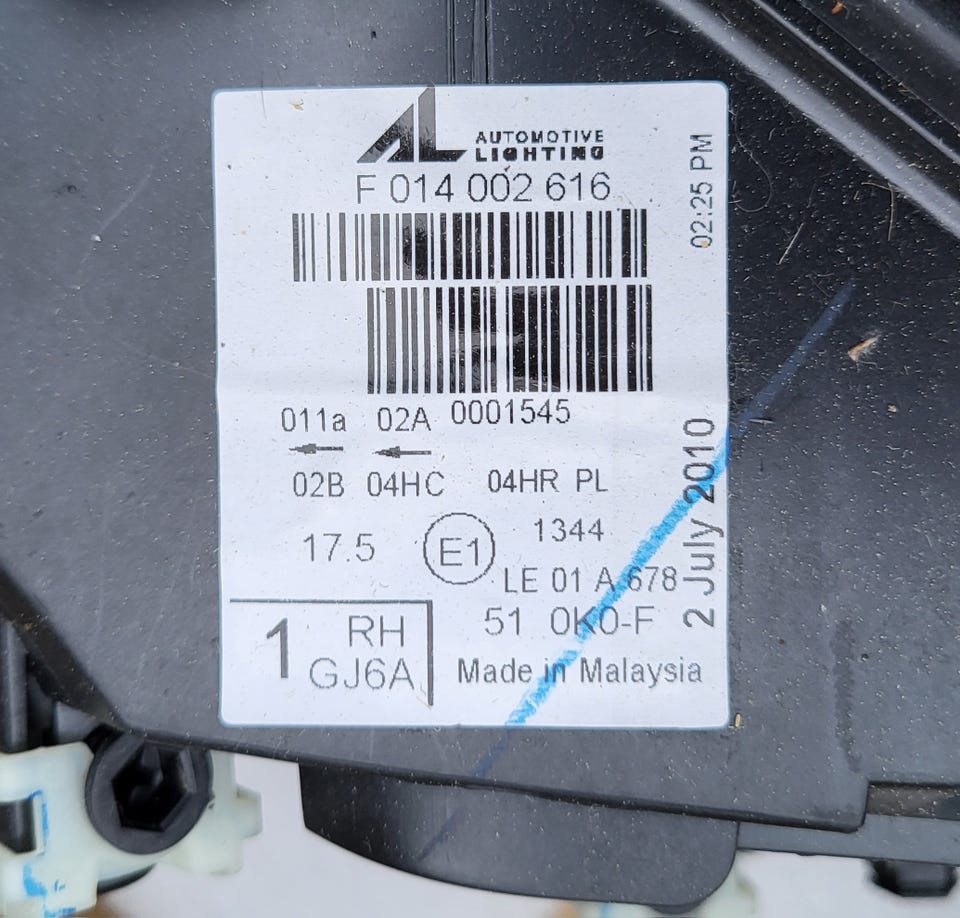 AL AUTOMOTIVE
LIGHTING
F 014 002 616
011a 02A 0001545
02B 04HC 04HR PL
17.5 E1 1344
LE 01 A 678
51 0K0-F
1 RH
GJ6A
Made in Malaysia
2 July 2010 02:25 PM